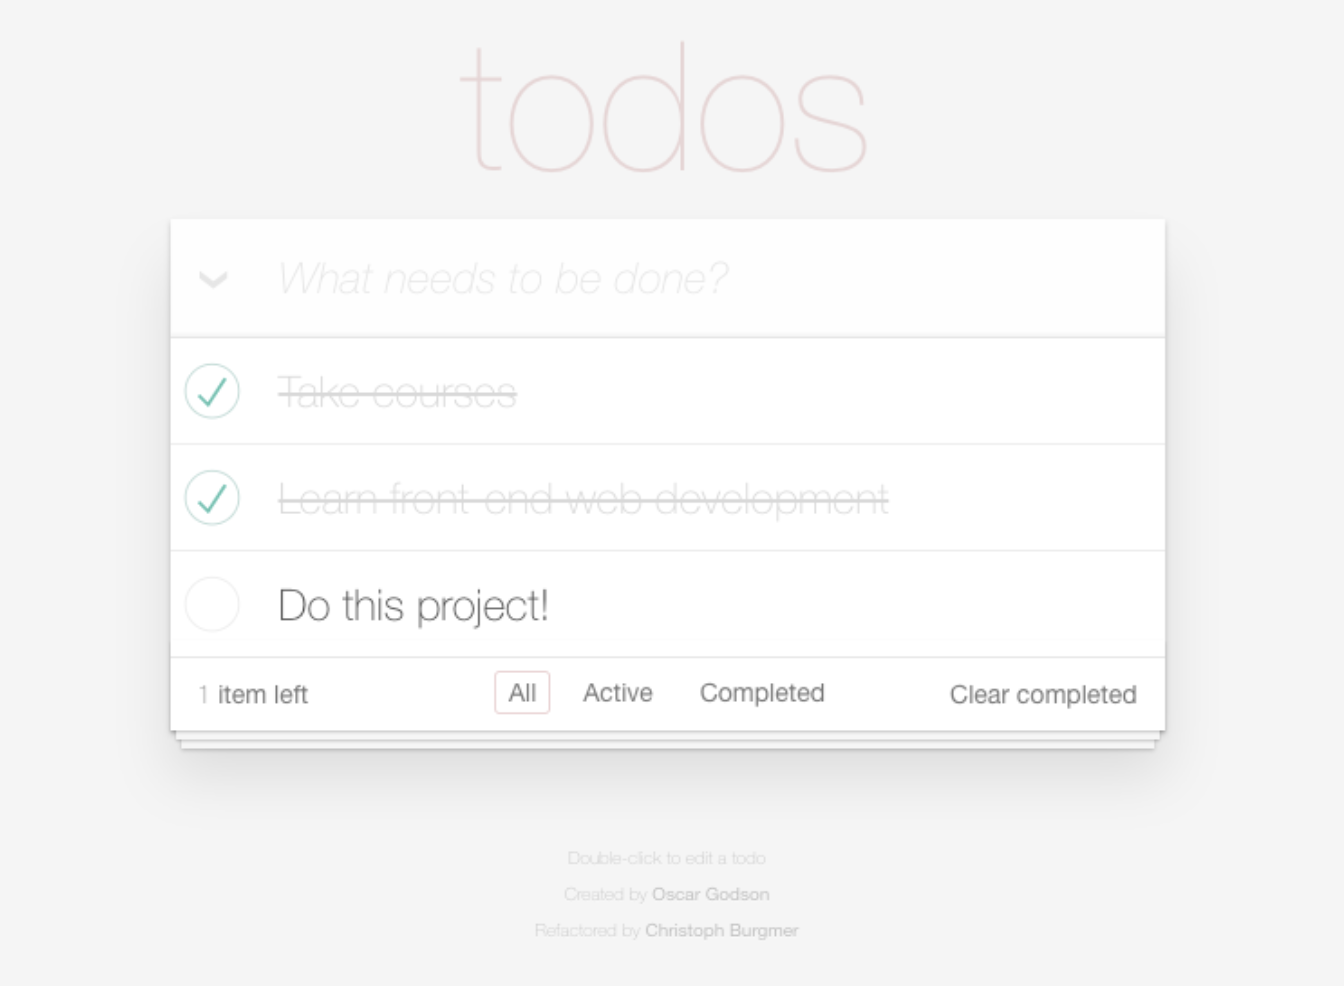 todos
What needs to be done?
Take courses
Learn front-end web development
Do this project!
1 item left All Active Completed Clear completed
Double-click to edit a todo
Created by Oscar Godson
Refactored by Christoph Burgmer